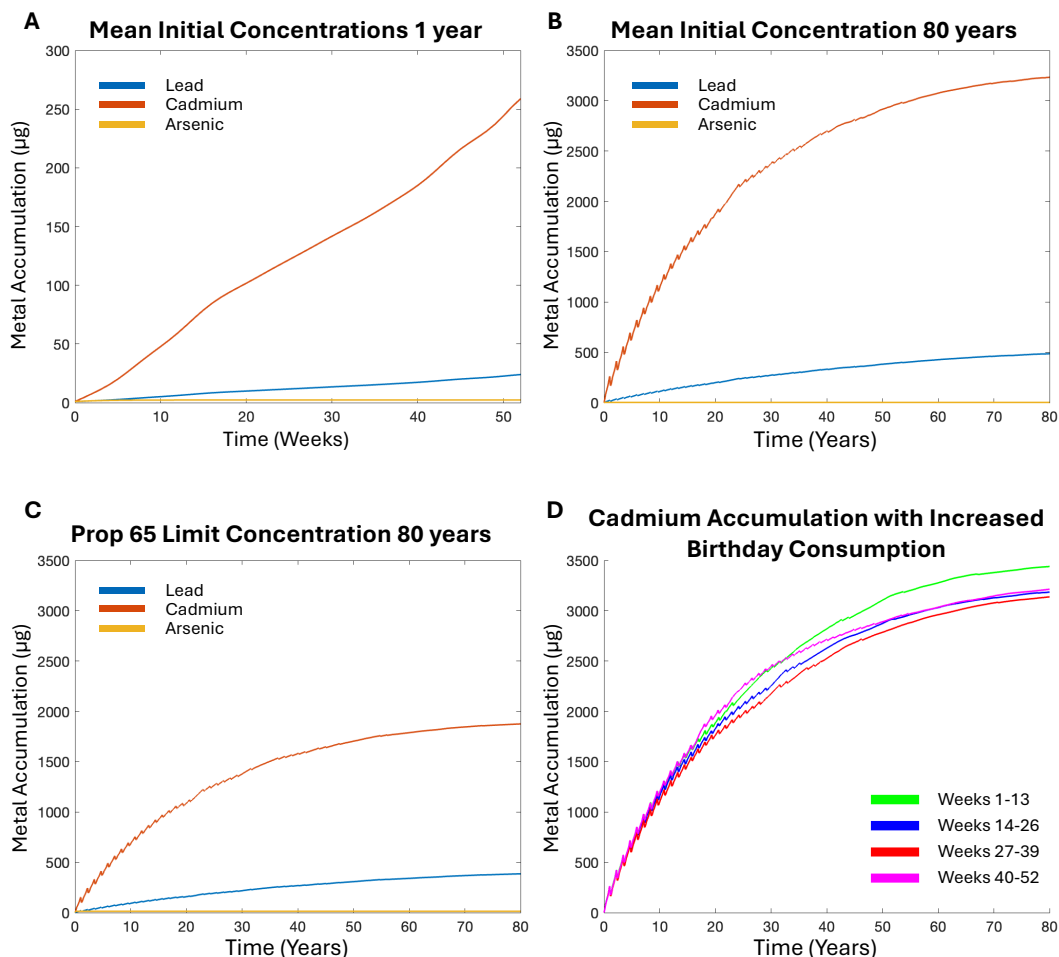 A
Mean Initial Concentrations 1 year
300
250
200
150
100
50
0
Metal Accumulation (µg)
Lead
Cadmium
Arsenic
0 10 20 30 40 50
Time (Weeks)
B
Mean Initial Concentration 80 years
3500
3000
2500
2000
1500
1000
500
0
Metal Accumulation (µg)
Lead
Cadmium
Arsenic
0 10 20 30 40 50 60 70 80
Time (Years)
C
Prop 65 Limit Concentration 80 years
3500
3000
2500
2000
1500
1000
500
0
Metal Accumulation (µg)
Lead
Cadmium
Arsenic
0 10 20 30 40 50 60 70 80
Time (Years)
D
Cadmium Accumulation with Increased
Birthday Consumption
3500
3000
2500
2000
1500
1000
500
0
Metal Accumulation (µg)
Weeks 1-13
Weeks 14-26
Weeks 27-39
Weeks 40-52
0 10 20 30 40 50 60 70 80
Time (Years)